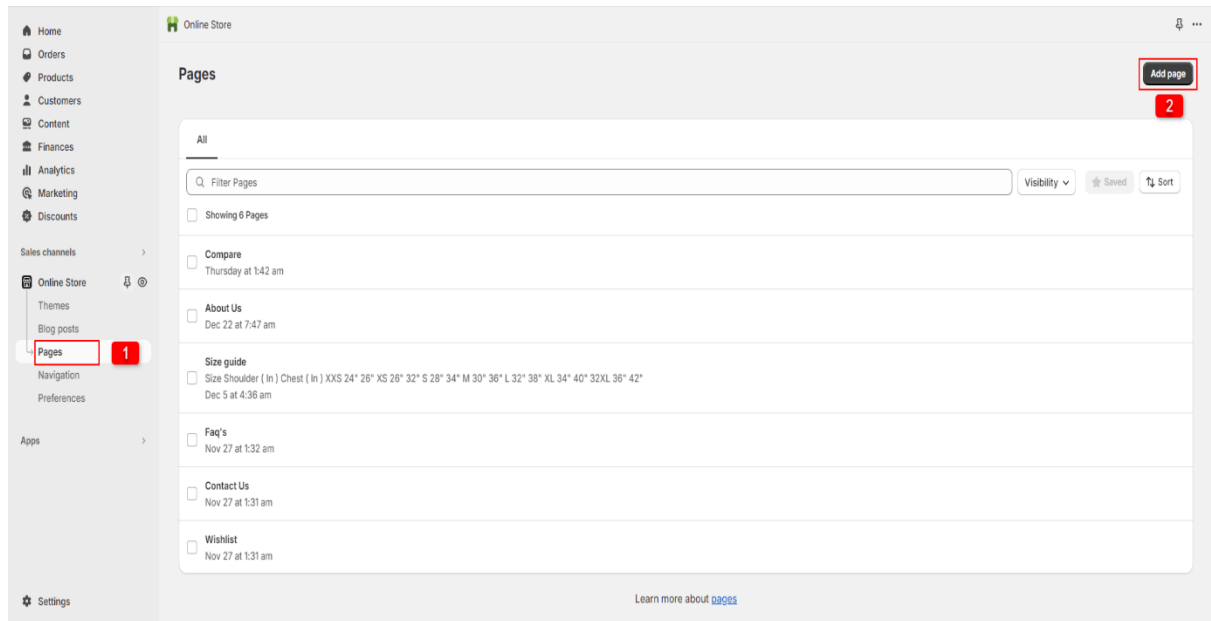 Home
Orders
Products
Customers
Content
Finances
Analytics
Marketing
Discounts
Sales channels
Online Store
Themes
Blog posts
Pages
1
Navigation
Preferences
Apps
Settings
Online Store
Pages
Add page
2
All
Filter Pages
Visibility
Saved
Sort
Showing 6 Pages
Compare
Thursday at 1:42 am
About Us
Dec 22 at 7:47 am
Size guide
Size Shoulder ( In ) Chest ( In ) XXS 24" 26" XS 26" 32" S 28" 34" M 30" 36" L 32" 38" XL 34" 40" 32XL 36" 42"
Dec 5 at 4:36 am
Faq's
Nov 27 at 1:32 am
Contact Us
Nov 27 at 1:31 am
Wishlist
Nov 27 at 1:31 am
Learn more about pages